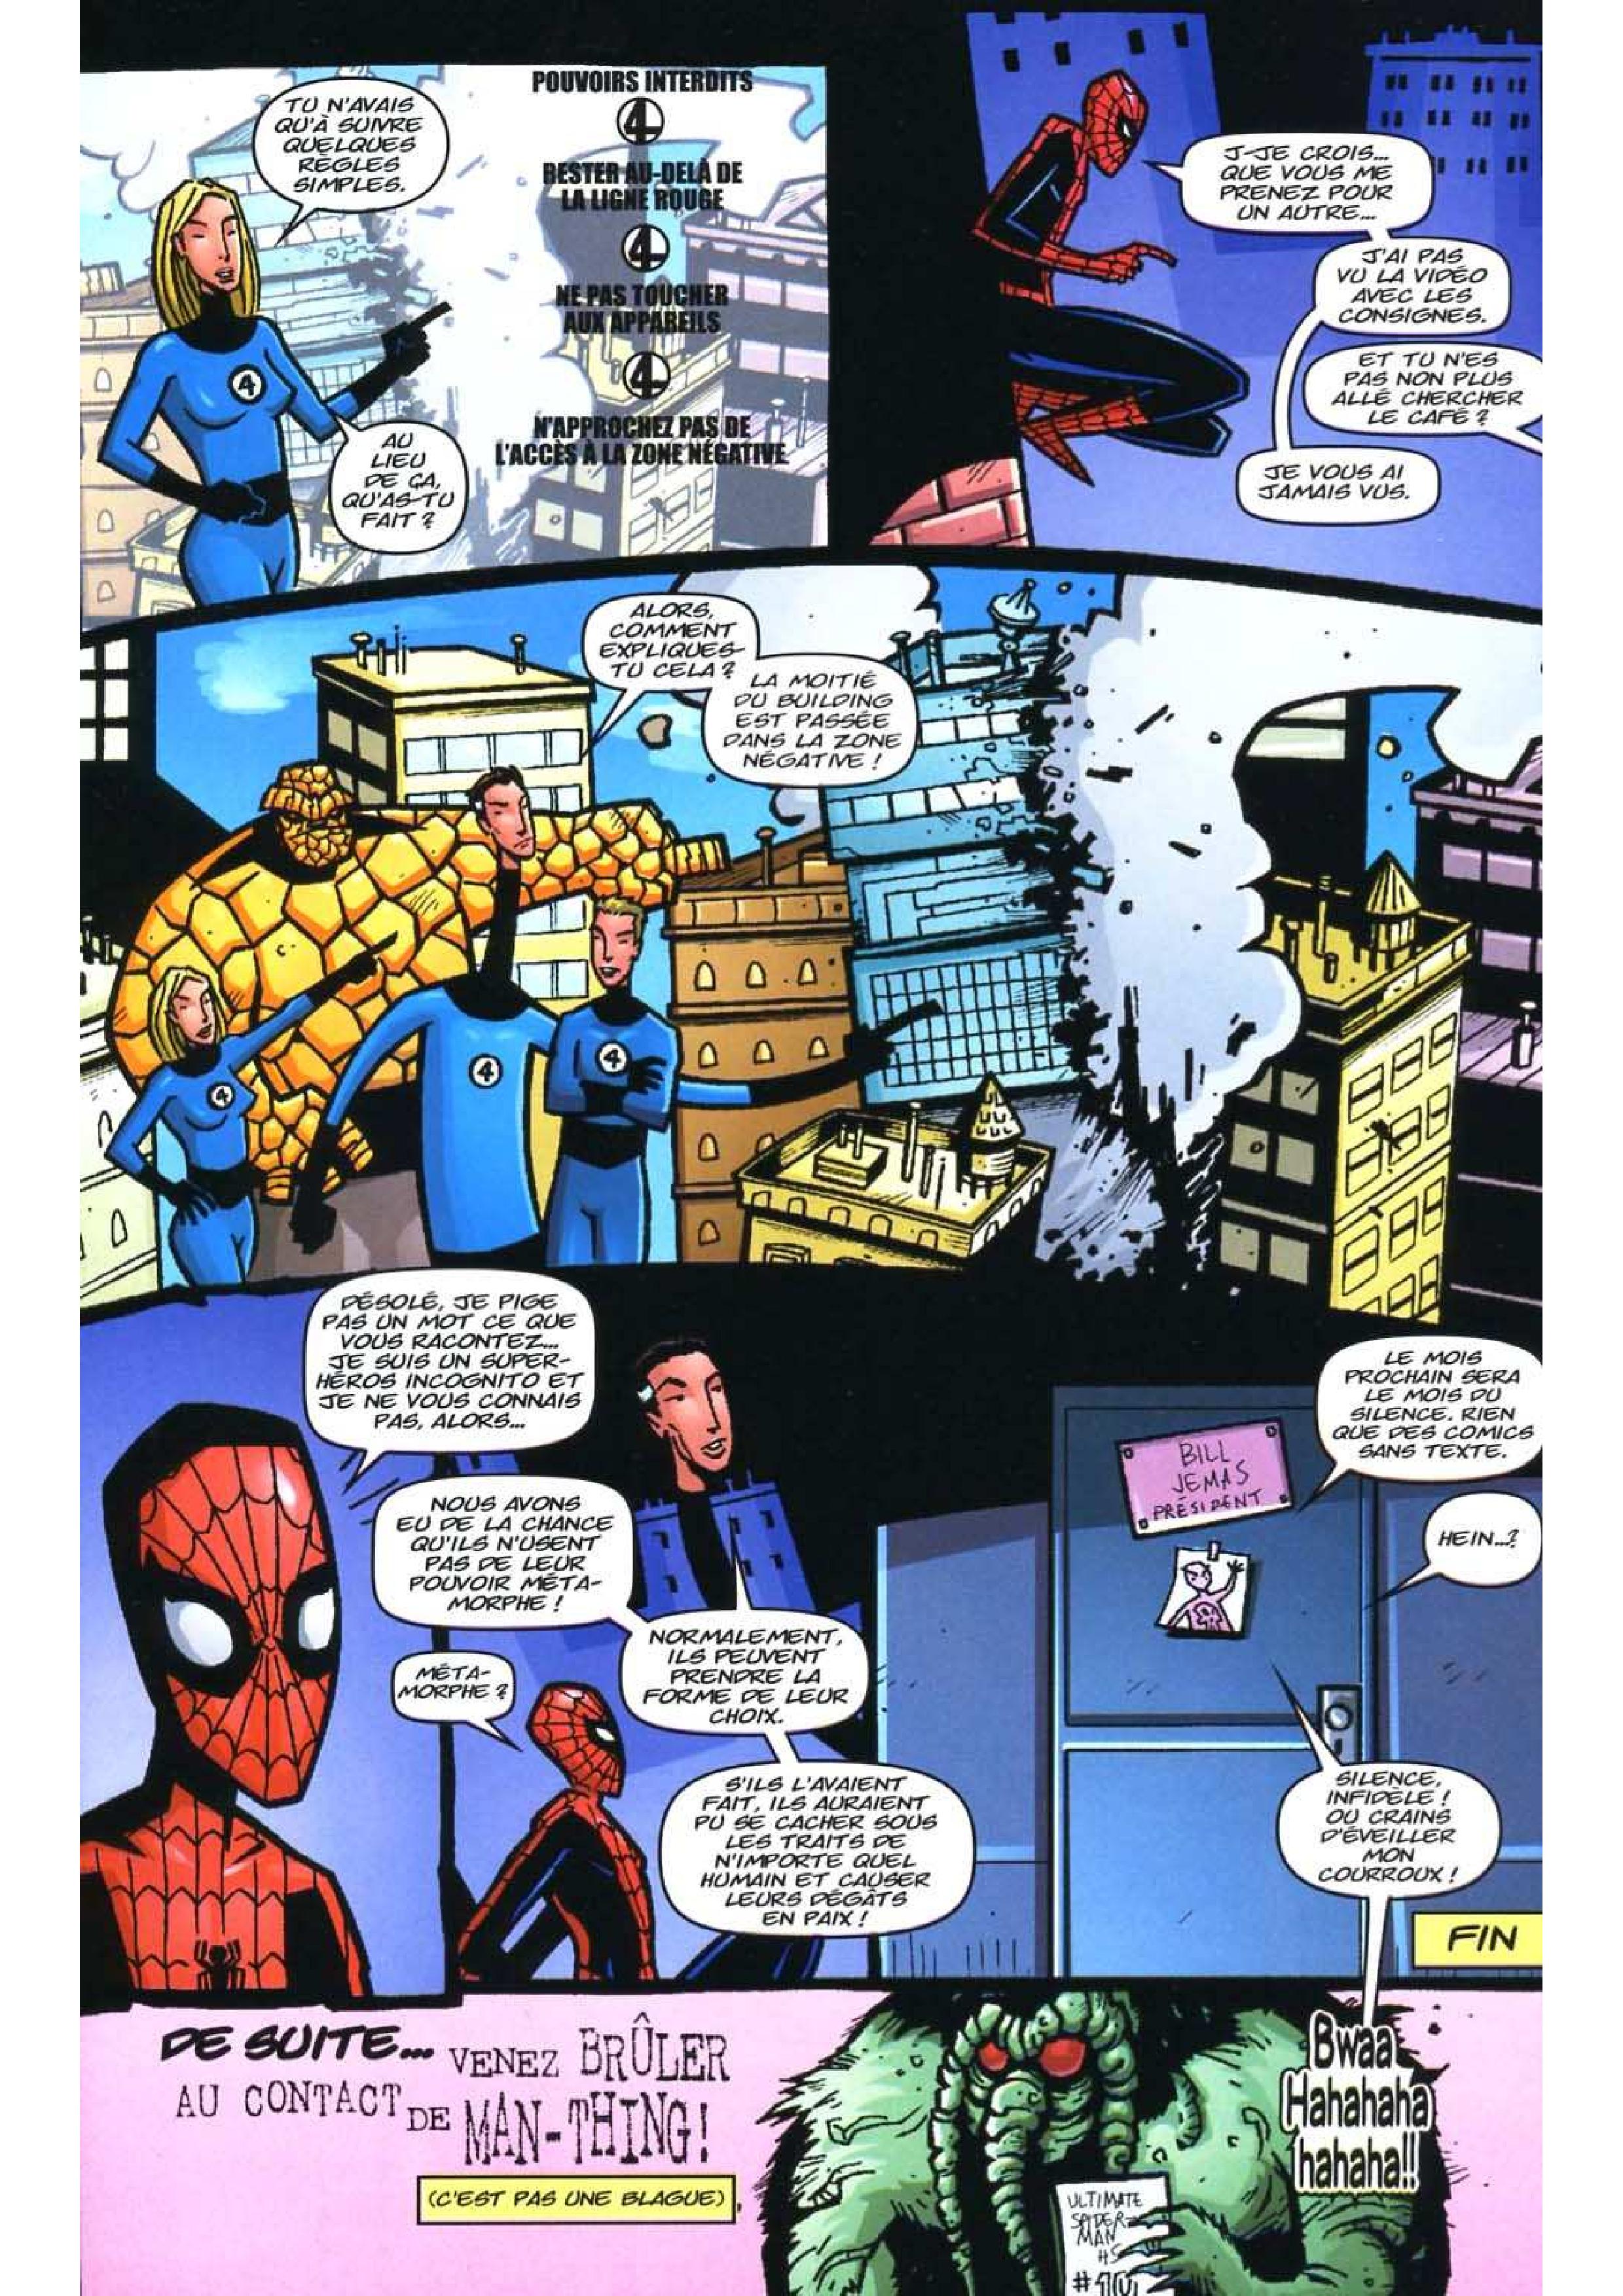 TU N'AVAIS
QU'À SUIVRE
QUELQUES
RÈGLES
SIMPLES.
POUVOIRS INTERDITS
4
RESTER AU-DELÀ DE
LA LIGNE ROUGE
4
NE PAS TOUCHER
AUX APPAREILS
4
N'APPROCHEZ PAS DE
L'ACCÈS À LA ZONE NÉGATIVE
4
AU
LIEU
DE ÇA,
QU'AS-TU
FAIT ?
J-JE CROIS...
QUE VOUS ME
PRENEZ POUR
UN AUTRE...
J'AI PAS
VU LA VIDÉO
AVEC LES
CONSIGNES.
ET TU N'ES
PAS NON PLUS
ALLÉ CHERCHER
LE CAFÉ ?
JE VOUS AI
JAMAIS VUS.
ALORS,
COMMENT
EXPLIQUES-
TU CELA ?
LA MOITIÉ
DU BUILDING
EST PASSÉE
DANS LA ZONE
NÉGATIVE !
4
4
4
DÉSOLÉ, JE PIGE
PAS UN MOT CE QUE
VOUS RACONTEZ...
JE SUIS UN SUPER-
HÉROS INCOGNITO ET
JE NE VOUS CONNAIS
PAS, ALORS...
NOUS AVONS
EU DE LA CHANCE
QU'ILS N'USENT
PAS DE LEUR
POUVOIR MÉTA-
MORPHE !
MÉTA-
MORPHE ?
NORMALEMENT,
ILS PEUVENT
PRENDRE LA
FORME DE LEUR
CHOIX.
S'ILS L'AVAIENT
FAIT, ILS AURAIENT
PU SE CACHER SOUS
LES TRAITS DE
N'IMPORTE QUEL
HUMAIN ET CAUSER
LEURS DÉGÂTS
EN PAIX !
LE MOIS
PROCHAIN SERA
LE MOIS DU
SILENCE. RIEN
QUE DES COMICS
SANS TEXTE.
BILL
JEMAS
PRÉSIDENT
HEIN...?
SILENCE,
INFIDÈLE !
OU CRAINS
D'ÉVEILLER
MON
COURROUX !
FIN
DE SUITE... VENEZ BRÛLER
AU CONTACT DE MAN-THING!
(C'EST PAS UNE BLAGUE)
Bwaa
Hahahaha
hahaha!!
ULTIMATE
SPIDER-
MAN
#10